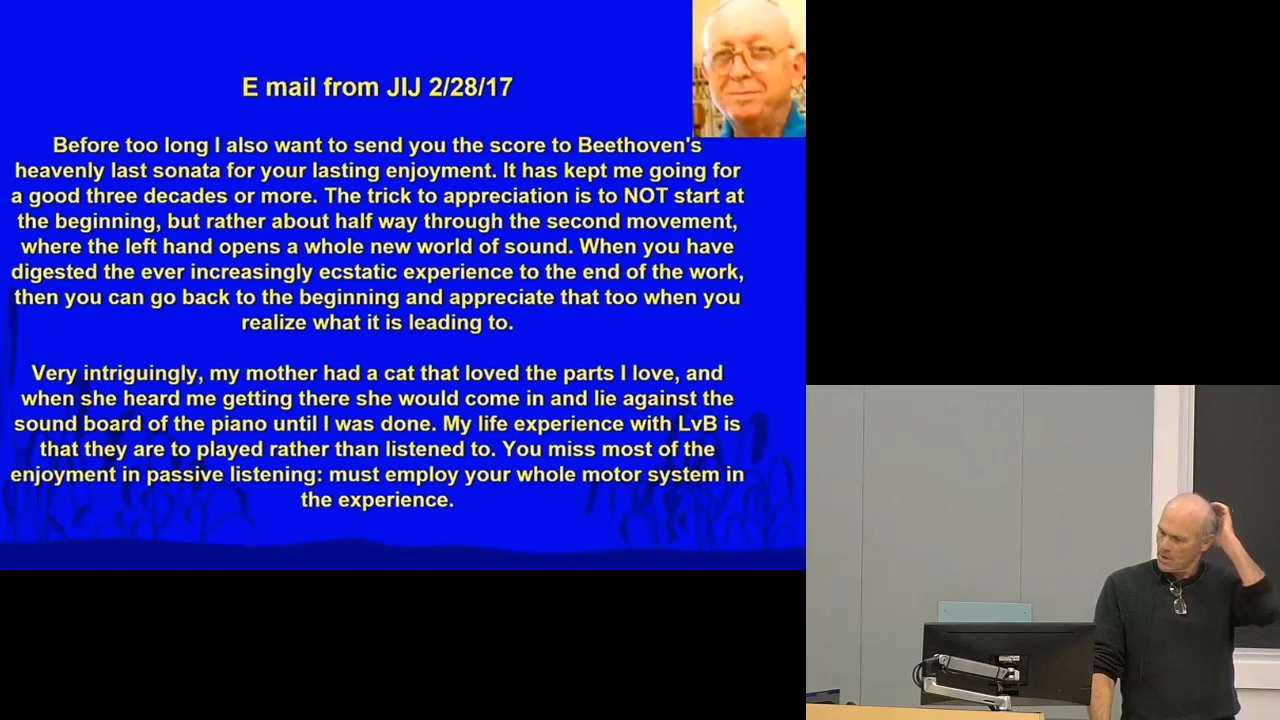 E mail from JIJ 2/28/17
Before too long I also want to send you the score to Beethoven's
heavenly last sonata for your lasting enjoyment. It has kept me going for
a good three decades or more. The trick to appreciation is to NOT start at
the beginning, but rather about half way through the second movement,
where the left hand opens a whole new world of sound. When you have
digested the ever increasingly ecstatic experience to the end of the work,
then you can go back to the beginning and appreciate that too when you
realize what it is leading to.
Very intriguingly, my mother had a cat that loved the parts I love, and
when she heard me getting there she would come in and lie against the
sound board of the piano until I was done. My life experience with LvB is
that they are to played rather than listened to. You miss most of the
enjoyment in passive listening: must employ your whole motor system in
the experience.